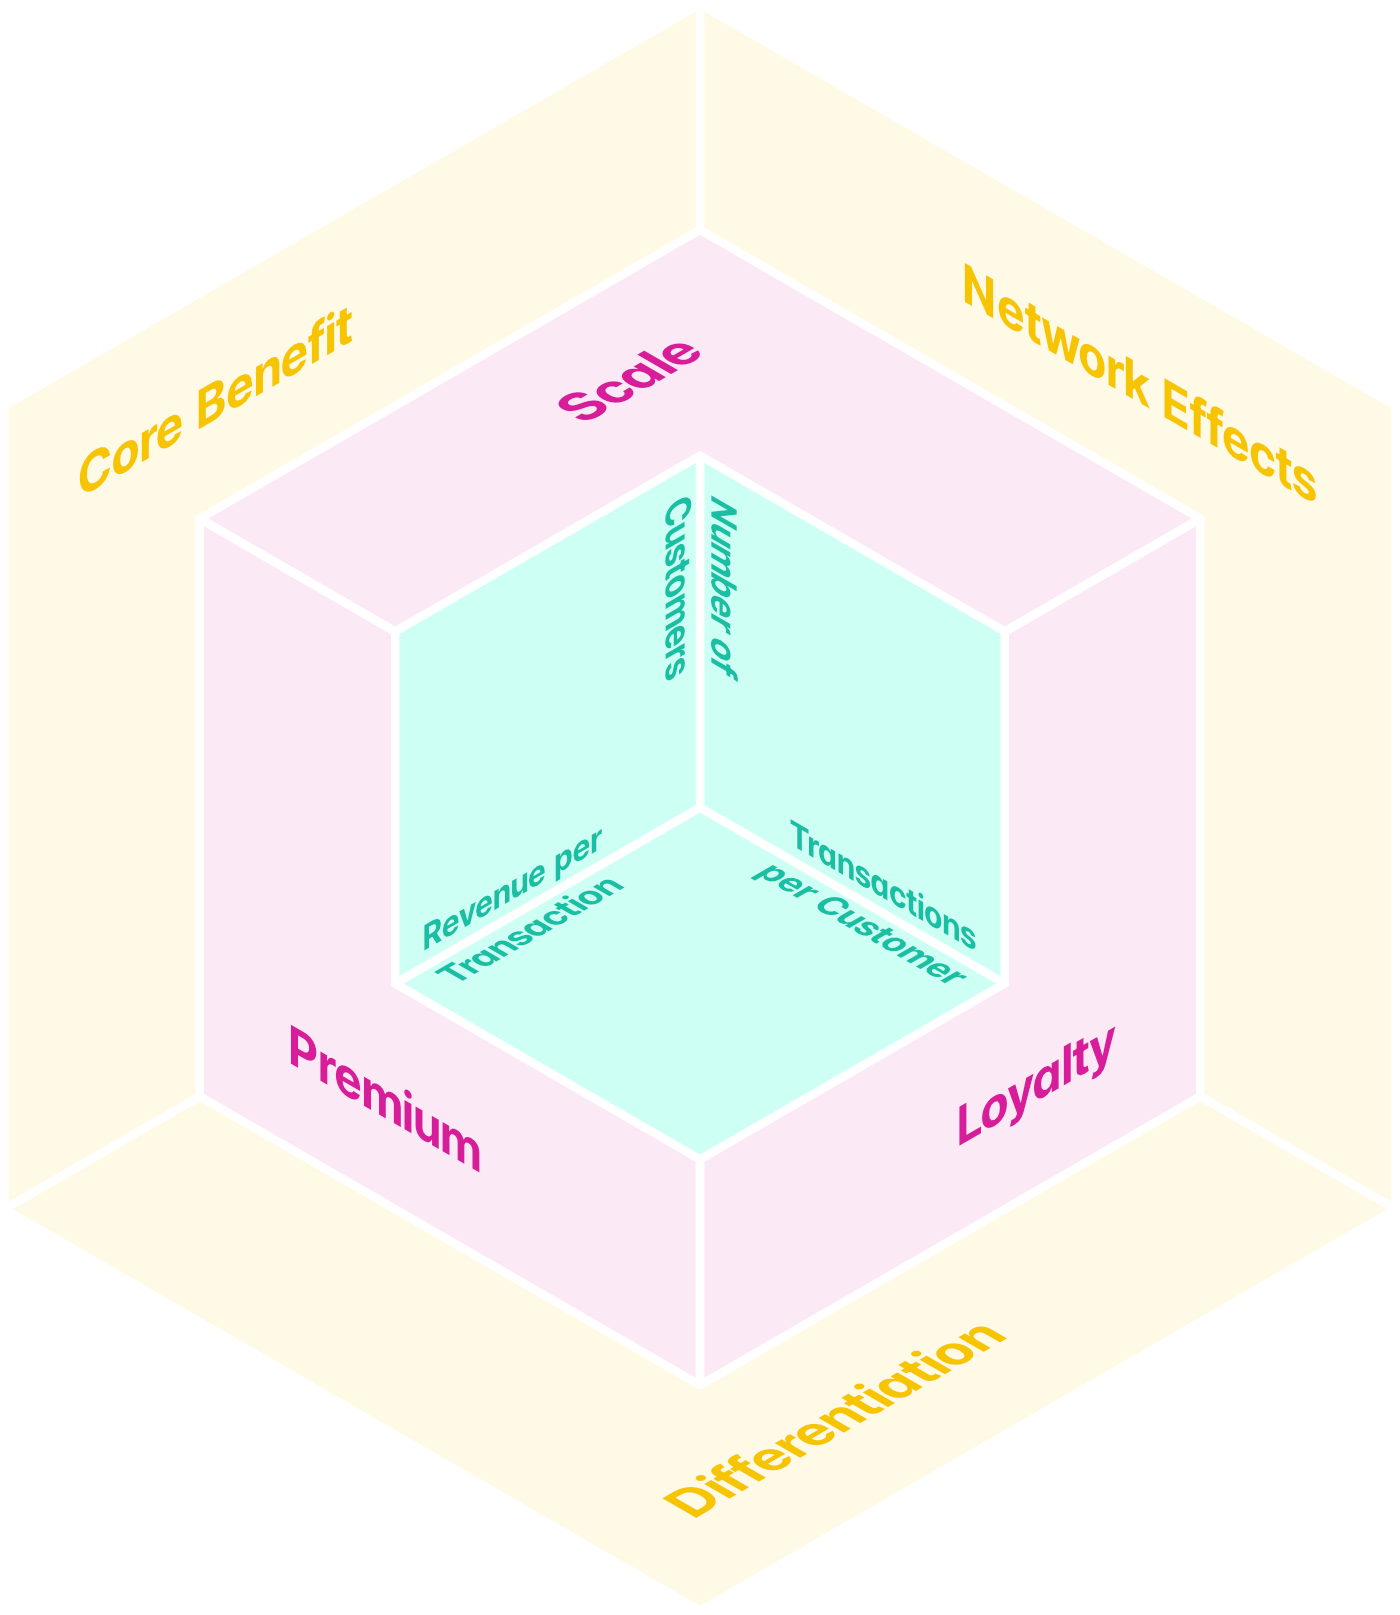 Core Benefit
Network Effects
Scale
Number of
Customers
Revenue per
Transaction
Transactions
per Customer
Premium
Loyalty
Differentiation